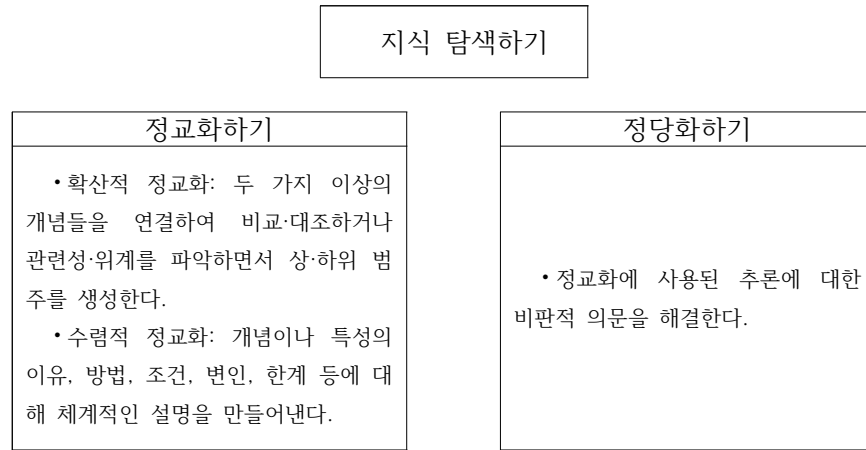 지식 탐색하기
정교화하기
•확산적 정교화: 두 가지 이상의
개념들을 연결하여 비교·대조하거나
관련성·위계를 파악하면서 상·하위 범
주를 생성한다.
•수렴적 정교화: 개념이나 특성의
이유, 방법, 조건, 변인, 한계 등에 대
해 체계적인 설명을 만들어낸다.
정당화하기
•정교화에 사용된 추론에 대한
비판적 의문을 해결한다.